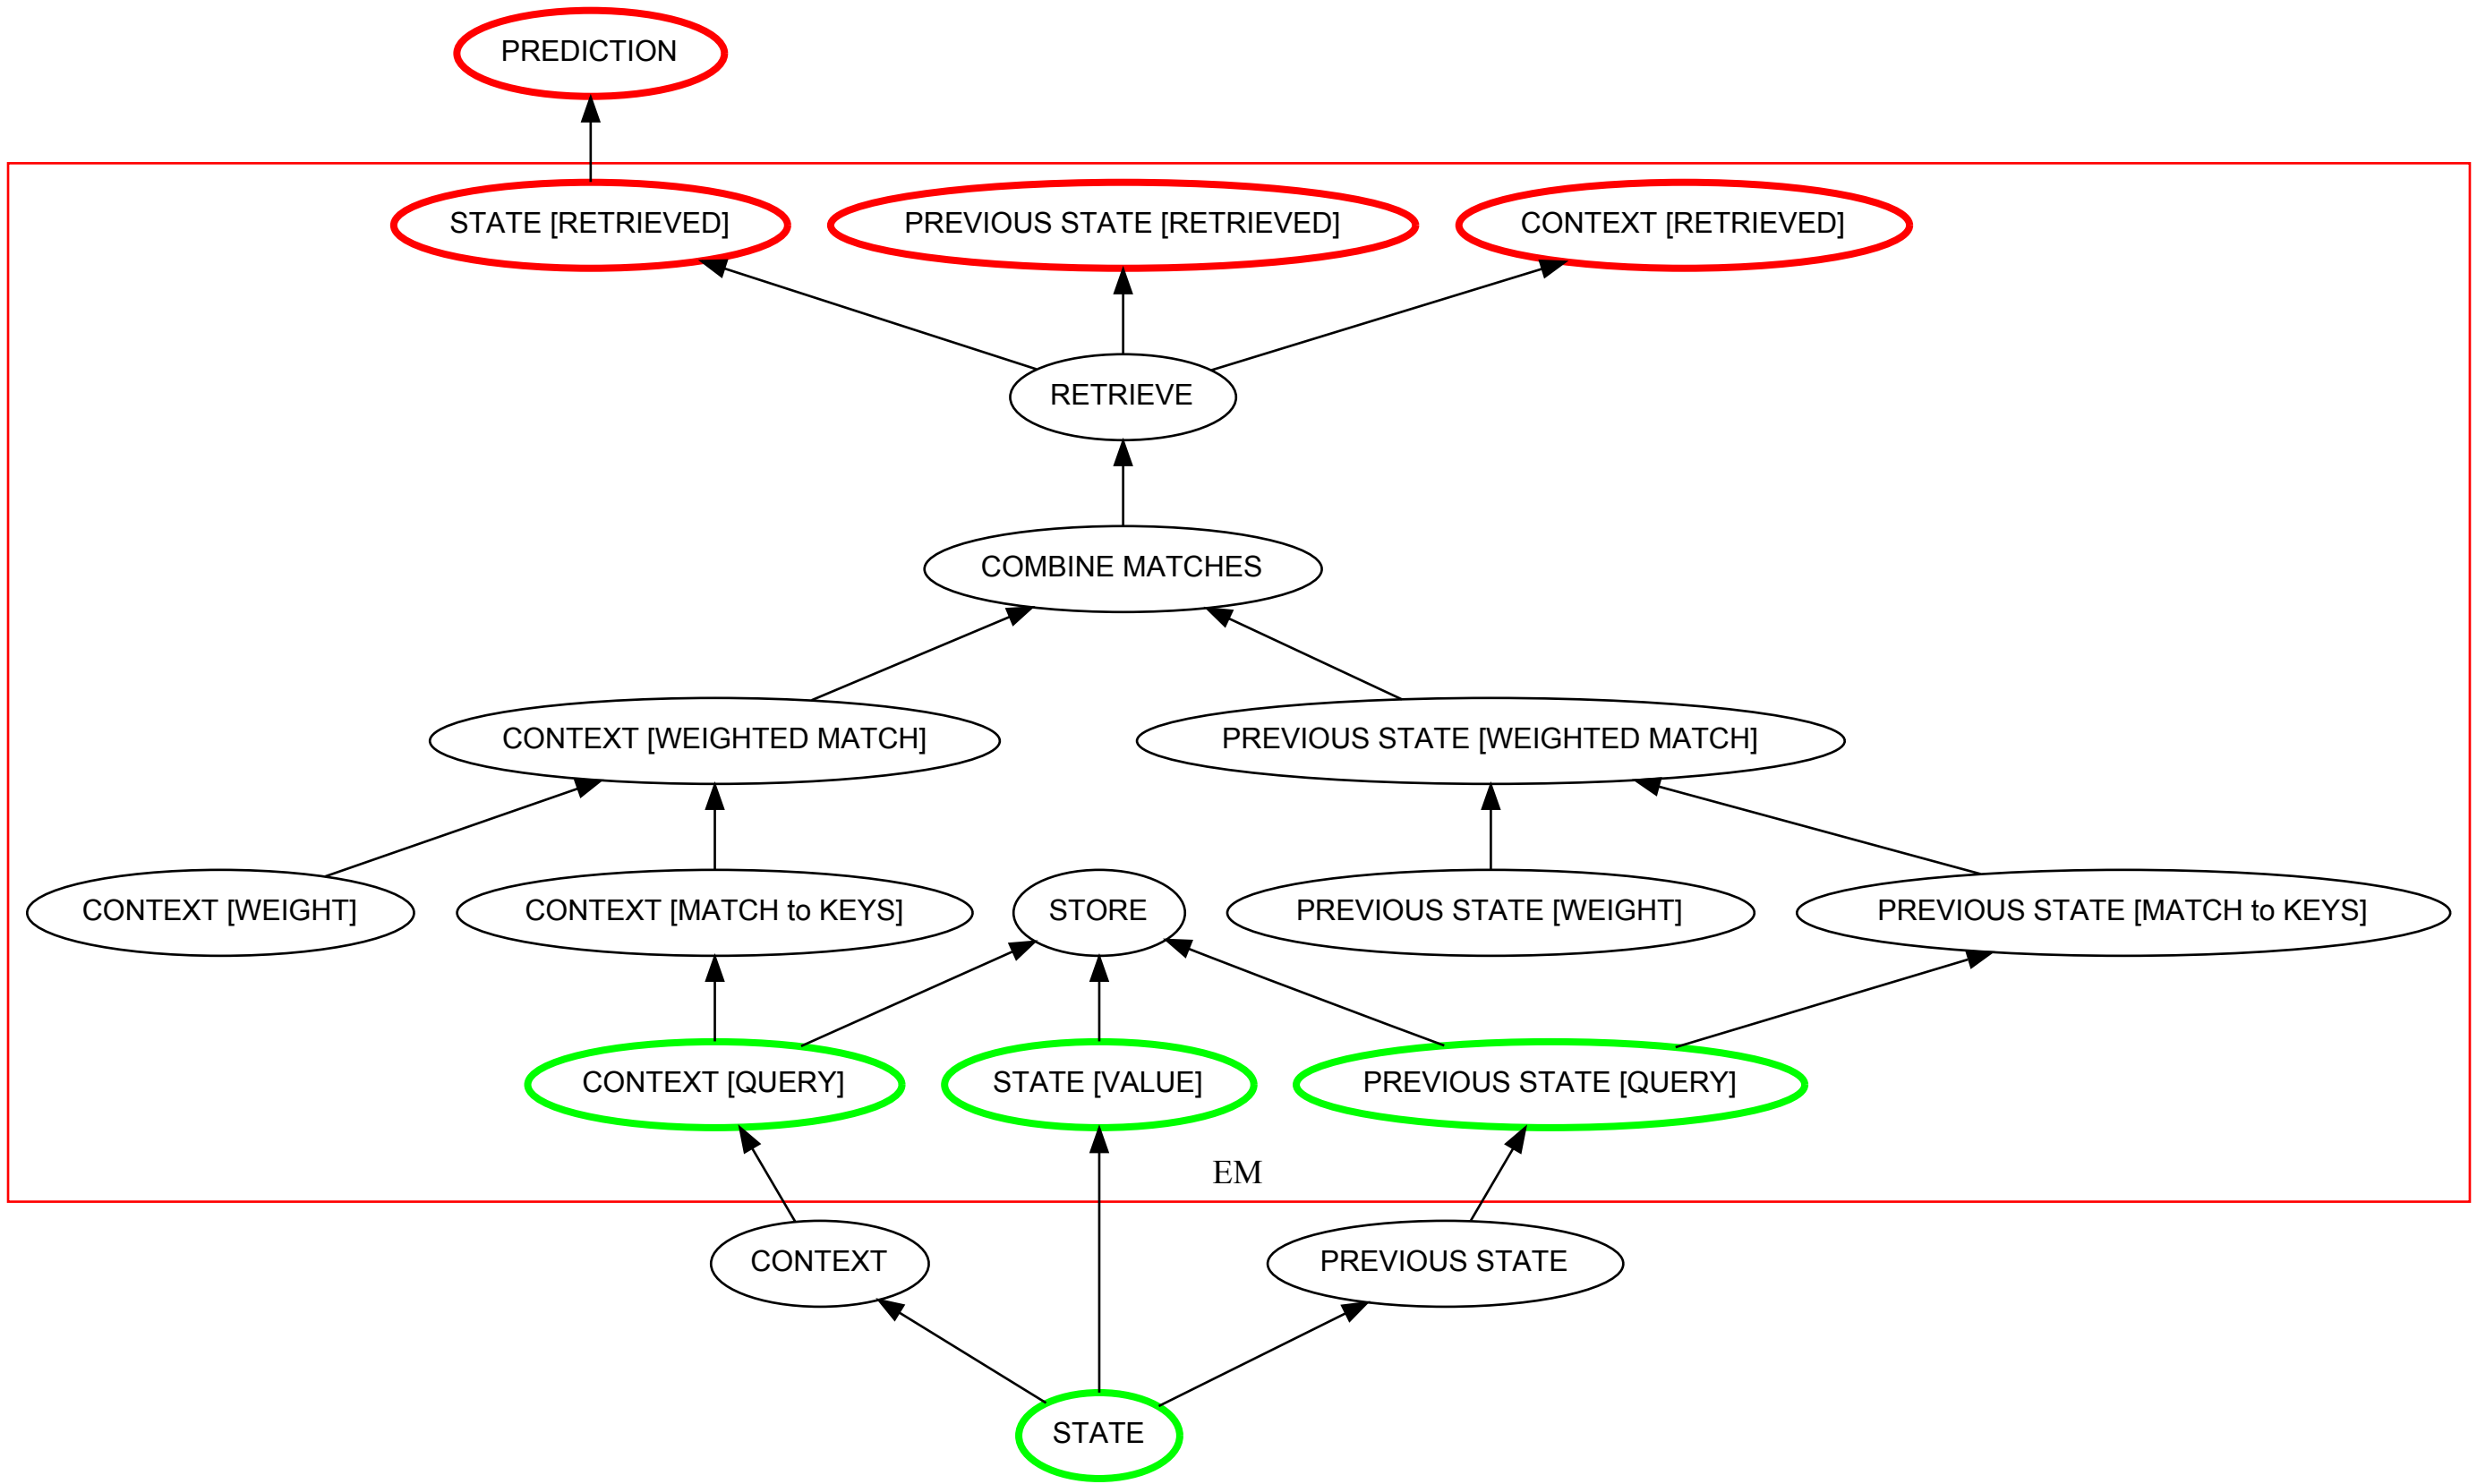 PREDICTION
STATE [RETRIEVED]
PREVIOUS STATE [RETRIEVED]
CONTEXT [RETRIEVED]
RETRIEVE
COMBINE MATCHES
CONTEXT [WEIGHTED MATCH]
PREVIOUS STATE [WEIGHTED MATCH]
CONTEXT [WEIGHT]
CONTEXT [MATCH to KEYS]
STORE
PREVIOUS STATE [WEIGHT]
PREVIOUS STATE [MATCH to KEYS]
CONTEXT [QUERY]
STATE [VALUE]
PREVIOUS STATE [QUERY]
EM
CONTEXT
PREVIOUS STATE
STATE